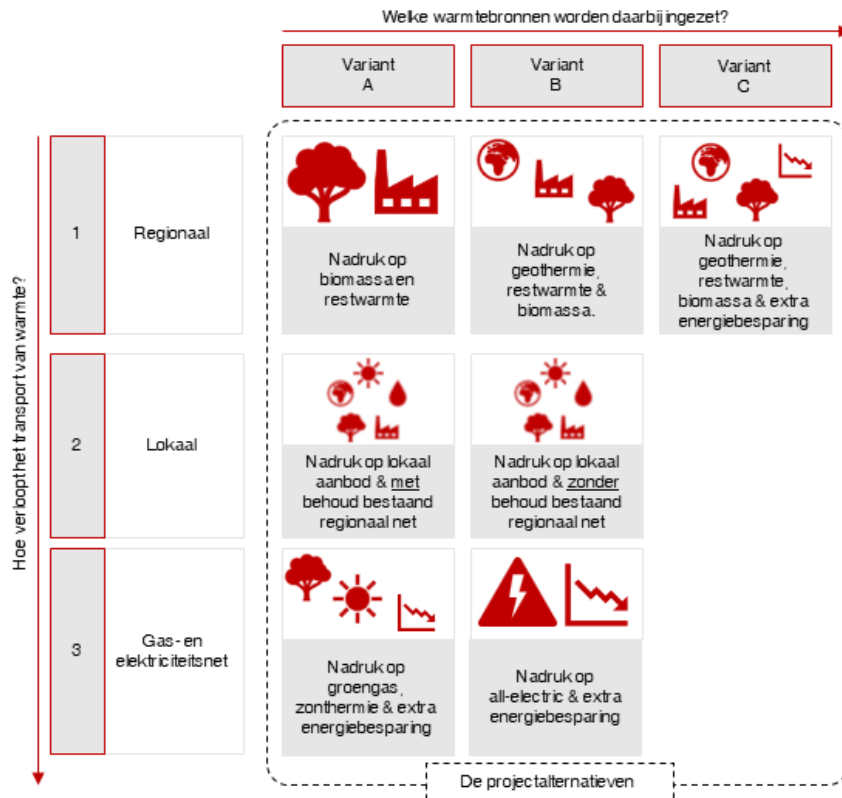 Welke warmtebronnen worden daarbij ingezet?
Variant
A
Variant
B
Variant
C
Hoe verloopt het transport van warmte?
1
Regionaal
Nadruk op
biomassa en
restwarmte
Nadruk op
geothermie,
restwarmte &
biomassa.
Nadruk op
geothermie,
restwarmte,
biomassa & extra
energiebesparing
2
Lokaal
Nadruk op lokaal
aanbod & met
behoud bestaand
regionaal net
Nadruk op lokaal
aanbod & zonder
behoud bestaand
regionaal net
3
Gas- en
elektriciteitsnet
Nadruk op
groengas,
zonthermie & extra
energiebesparing
Nadruk op
all-electric & extra
energiebesparing
De projectalternatieven